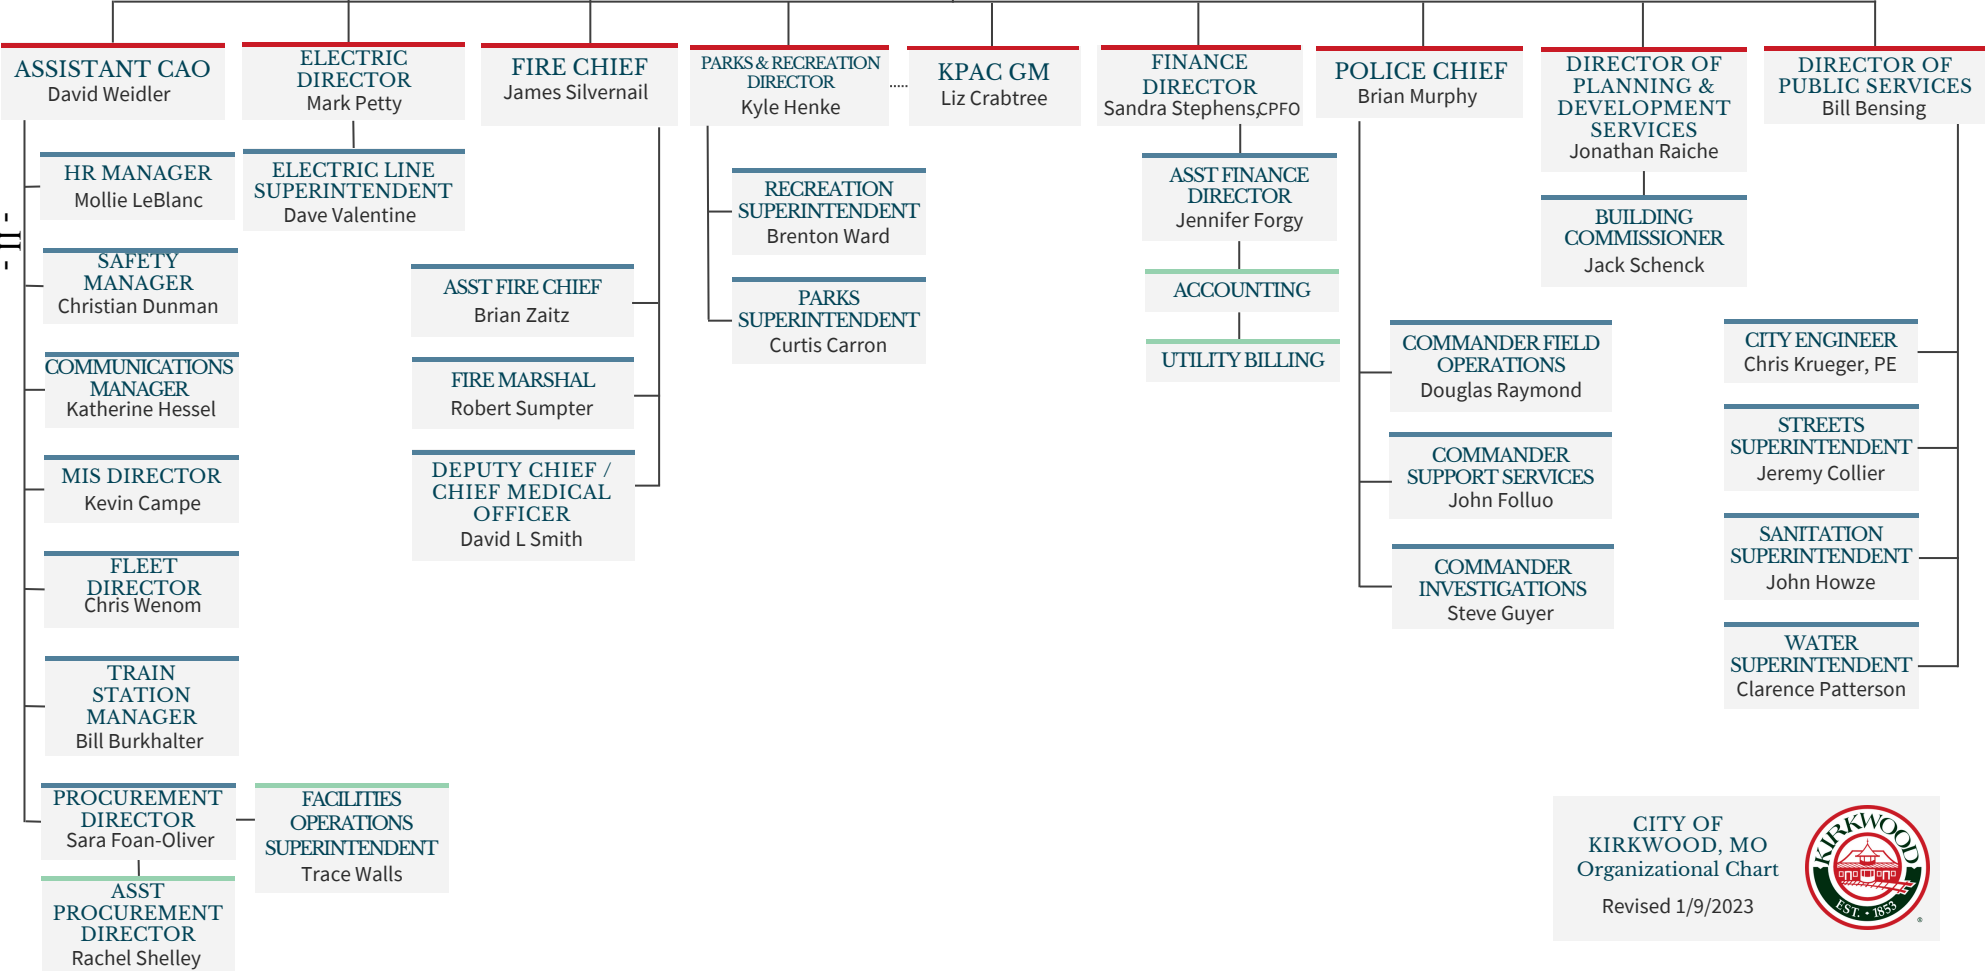 ASSISTANT CAO
David Weidler
HR MANAGER
Mollie LeBlanc
- II -
SAFETY
MANAGER
Christian Dunman
COMMUNICATIONS
MANAGER
Katherine Hessel
MIS DIRECTOR
Kevin Campe
FLEET
DIRECTOR
Chris Wenom
TRAIN
STATION
MANAGER
Bill Burkhalter
PROCUREMENT
DIRECTOR
Sara Foan-Oliver
ASST
PROCUREMENT
DIRECTOR
Rachel Shelley
FACILITIES
OPERATIONS
SUPERINTENDENT
Trace Walls
ELECTRIC
DIRECTOR
Mark Petty
ELECTRIC LINE
SUPERINTENDENT
Dave Valentine
FIRE CHIEF
James Silvernail
ASST FIRE CHIEF
Brian Zaitz
FIRE MARSHAL
Robert Sumpter
DEPUTY CHIEF /
CHIEF MEDICAL
OFFICER
David L Smith
PARKS & RECREATION
DIRECTOR
Kyle Henke
RECREATION
SUPERINTENDENT
Brenton Ward
PARKS
SUPERINTENDENT
Curtis Carron
KPAC GM
Liz Crabtree
FINANCE
DIRECTOR
Sandra Stephens,CPFO
ASST FINANCE
DIRECTOR
Jennifer Forgy
ACCOUNTING
UTILITY BILLING
POLICE CHIEF
Brian Murphy
COMMANDER FIELD
OPERATIONS
Douglas Raymond
COMMANDER
SUPPORT SERVICES
John Folluo
COMMANDER
INVESTIGATIONS
Steve Guyer
DIRECTOR OF
PLANNING &
DEVELOPMENT
SERVICES
Jonathan Raiche
BUILDING
COMMISSIONER
Jack Schenck
DIRECTOR OF
PUBLIC SERVICES
Bill Bensing
CITY ENGINEER
Chris Krueger, PE
STREETS
SUPERINTENDENT
Jeremy Collier
SANITATION
SUPERINTENDENT
John Howze
WATER
SUPERINTENDENT
Clarence Patterson
CITY OF
KIRKWOOD, MO
Organizational Chart
Revised 1/9/2023
KIRKWOOD
EST. • 1853
®